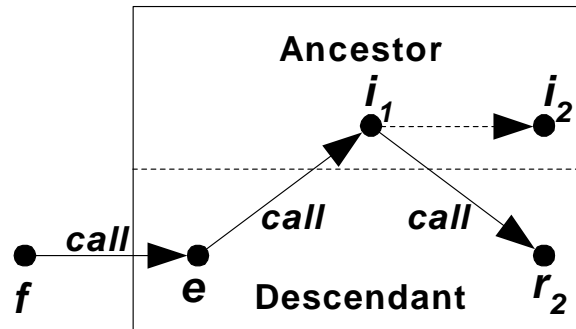 Ancestor
i1 i2
call call call
f e r2
Descendant